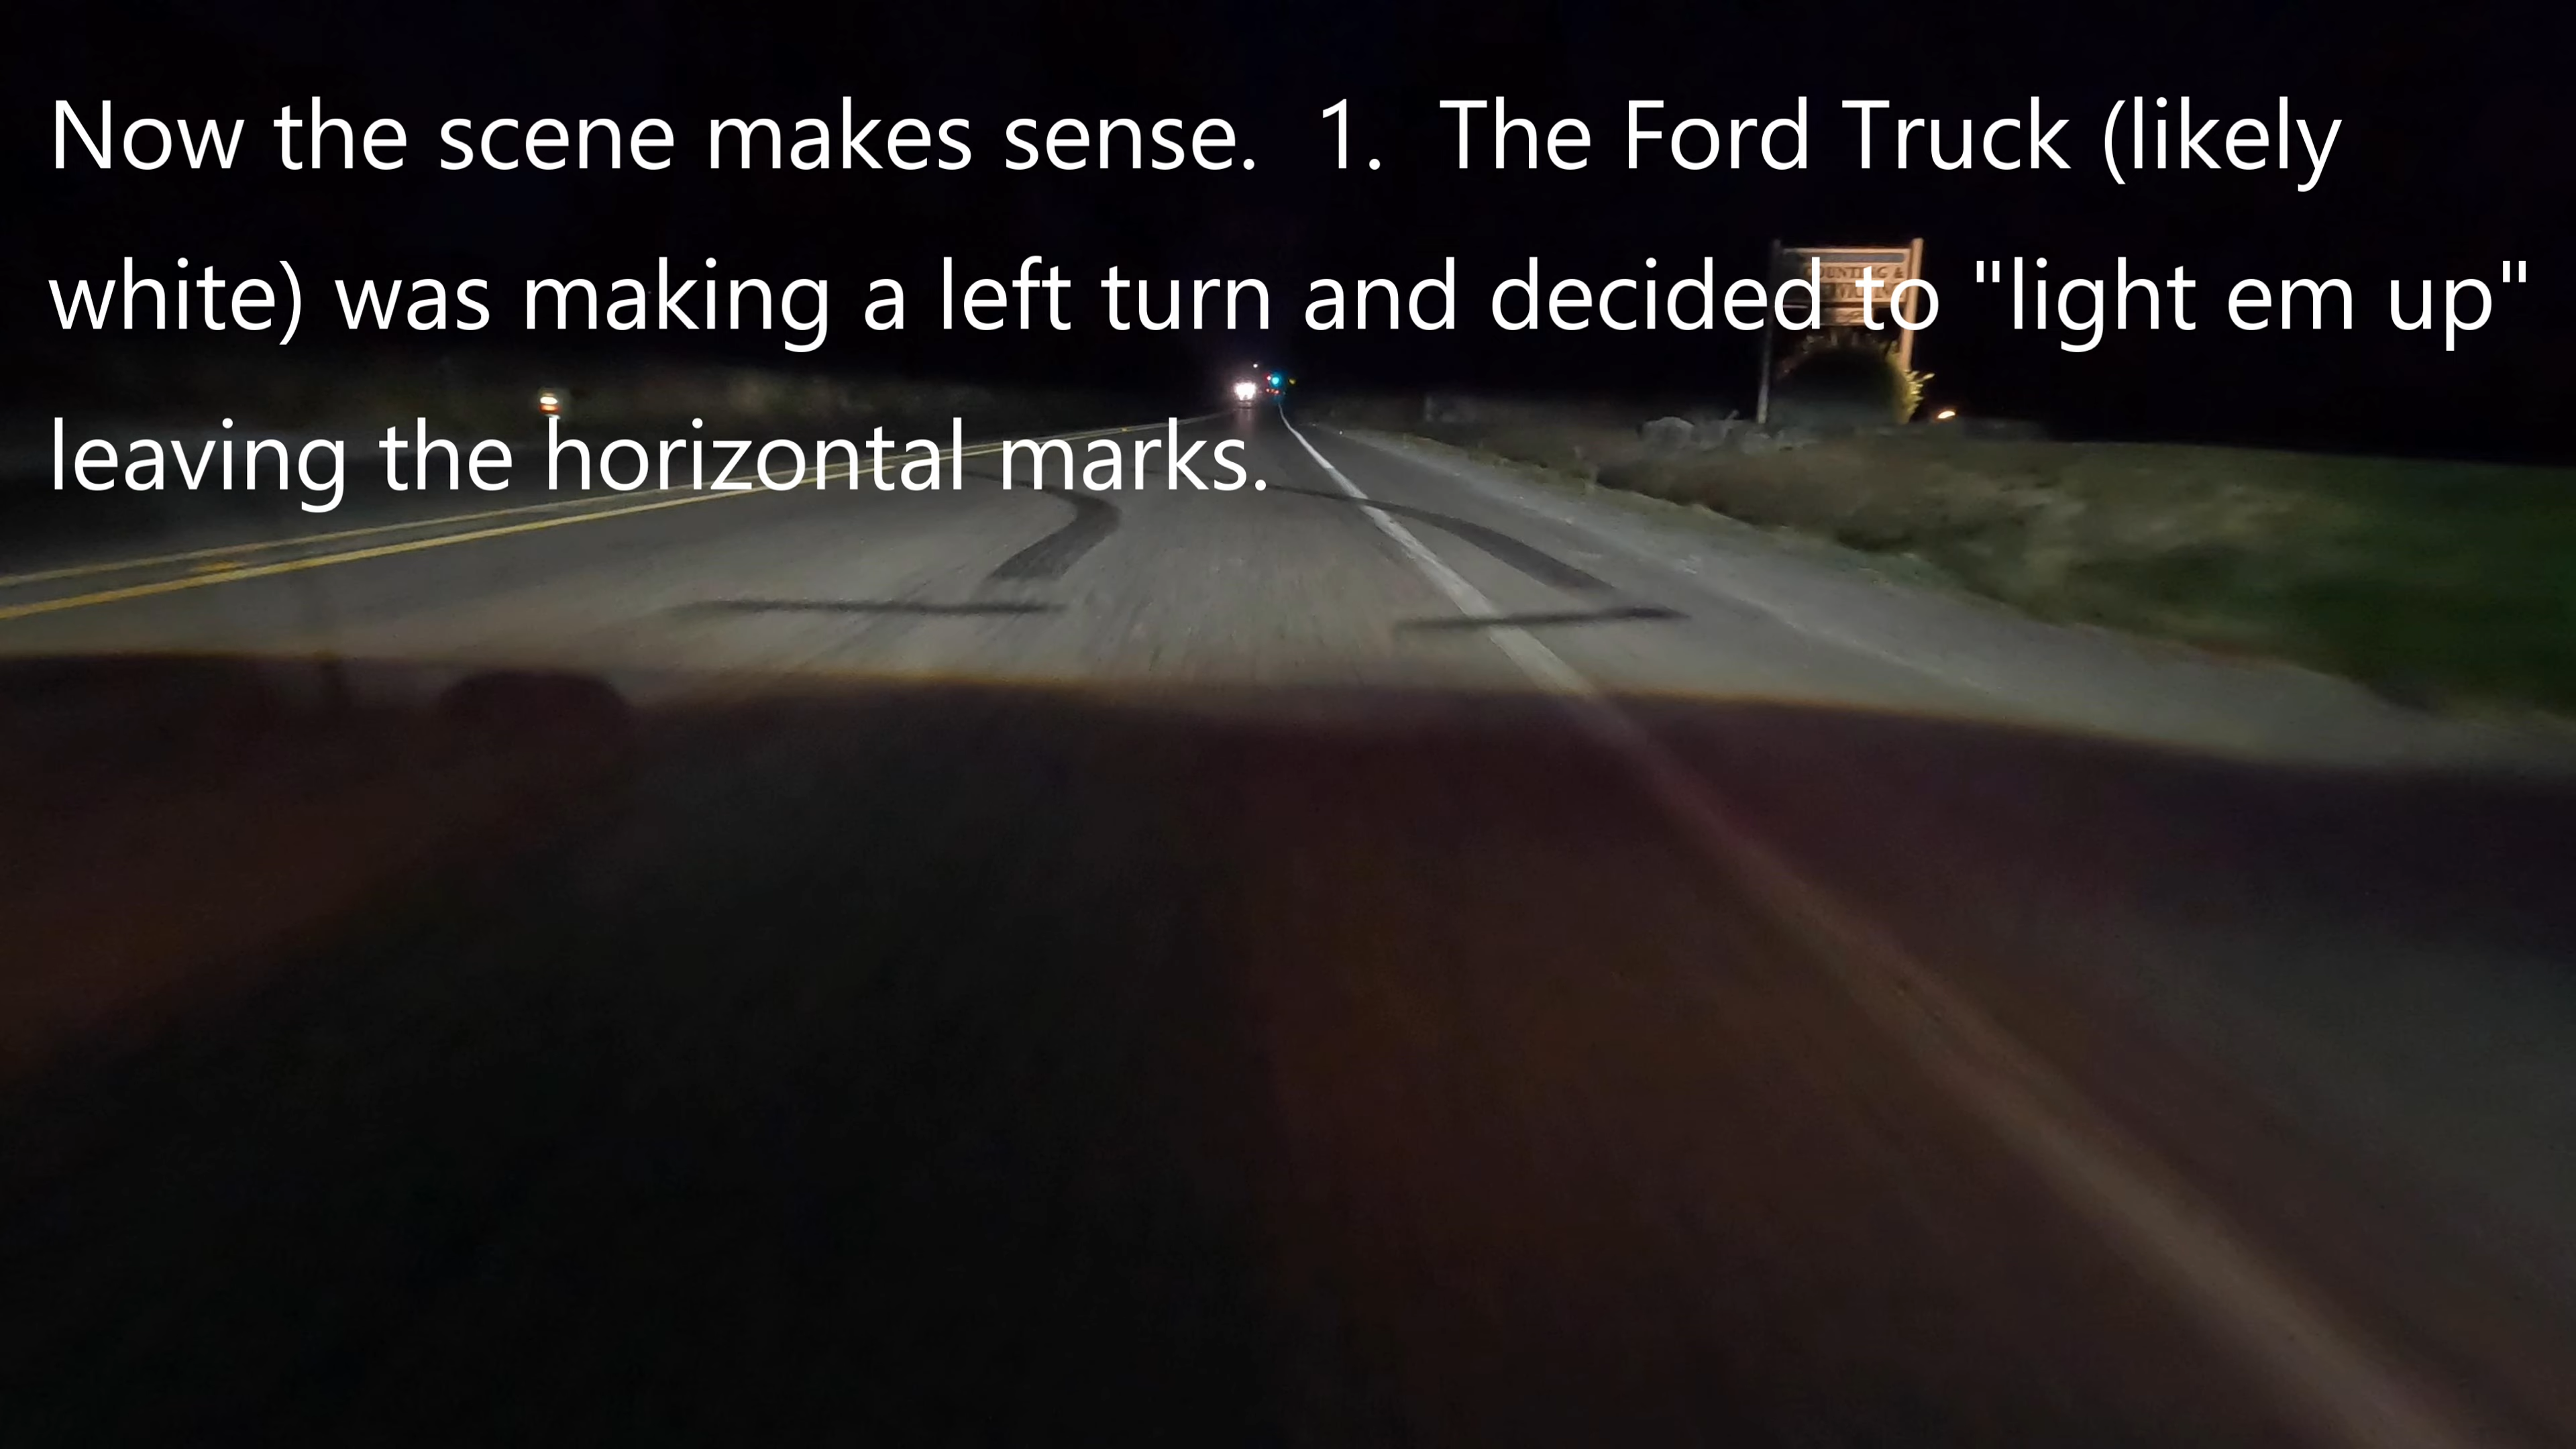 Now the scene makes sense.  1.  The Ford Truck (likely
white) was making a left turn and decided to "light em up"
leaving the horizontal marks.